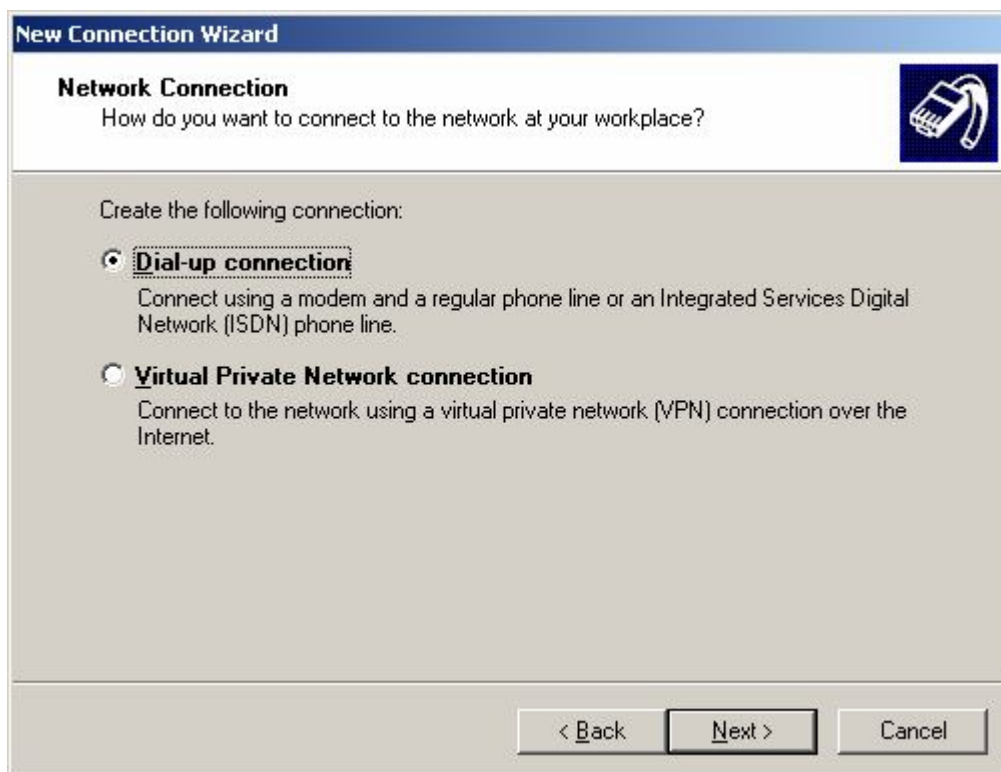 New Connection Wizard
Network Connection
How do you want to connect to the network at your workplace?
Create the following connection:
Dial-up connection
Connect using a modem and a regular phone line or an Integrated Services Digital
Network (ISDN) phone line.
Virtual Private Network connection
Connect to the network using a virtual private network (VPN) connection over the
Internet.
< Back
Next >
Cancel